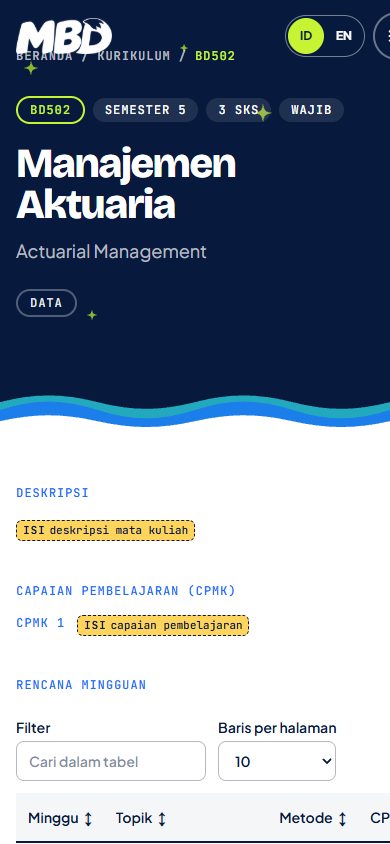 MBD
ID EN
BERANDA / KURIKULUM / BD502
BD502 SEMESTER 5 3 SKS WAJIB
Manajemen
Aktuaria
Actuarial Management
DATA
DESKRIPSI
ISI deskripsi mata kuliah
CAPAIAN PEMBELAJARAN (CPMK)
CPMK 1 ISI capaian pembelajaran
RENCANA MINGGUAN
Filter Baris per halaman
Cari dalam tabel 10
Minggu ↕ Topik ↕ Metode ↕ CP